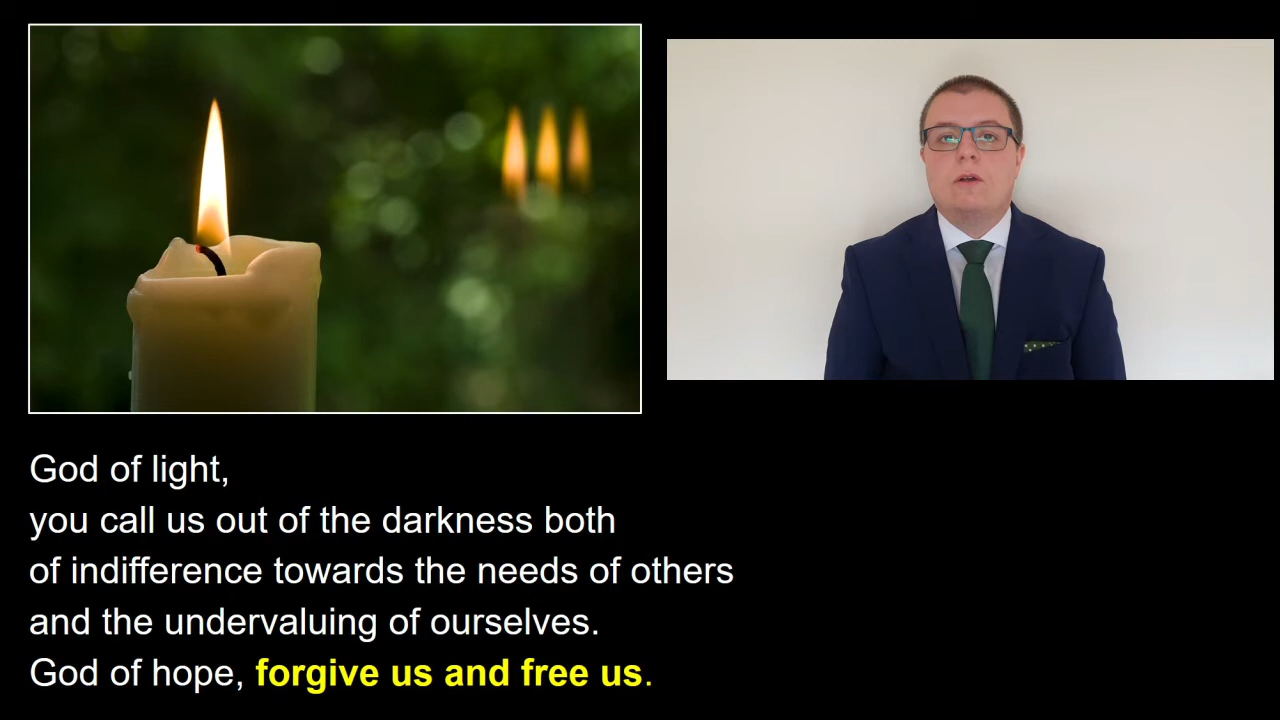 God of light,
you call us out of the darkness both
of indifference towards the needs of others
and the undervaluing of ourselves.
God of hope, forgive us and free us.